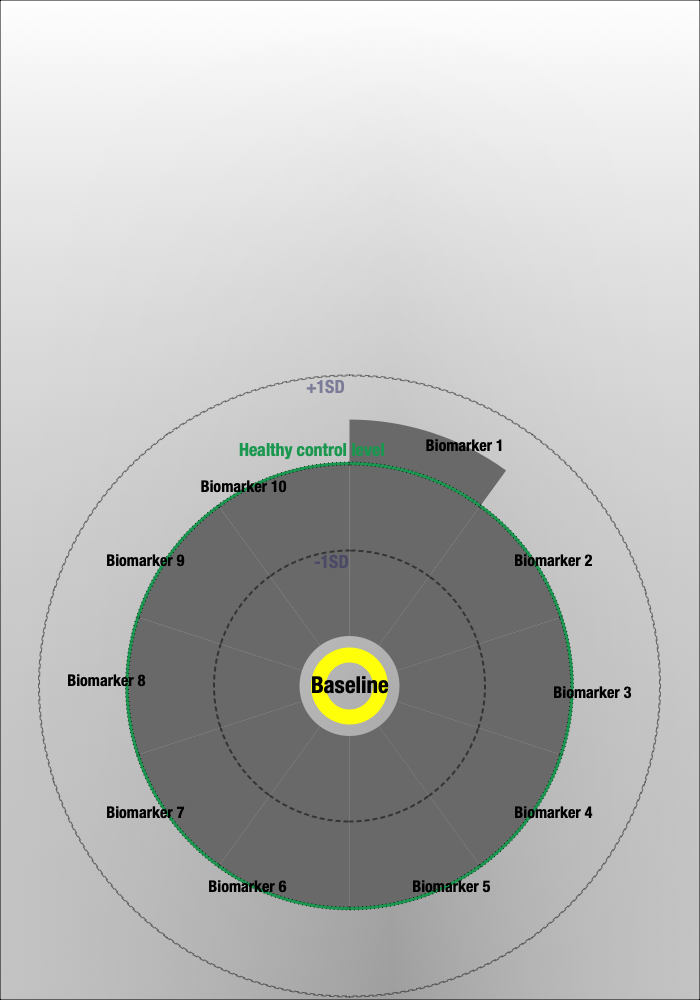 +1SD
Biomarker 1
Healthy control level
Biomarker 10
Biomarker 9
-1SD
Biomarker 2
Biomarker 8
Baseline
Biomarker 3
Biomarker 7
Biomarker 4
Biomarker 6
Biomarker 5